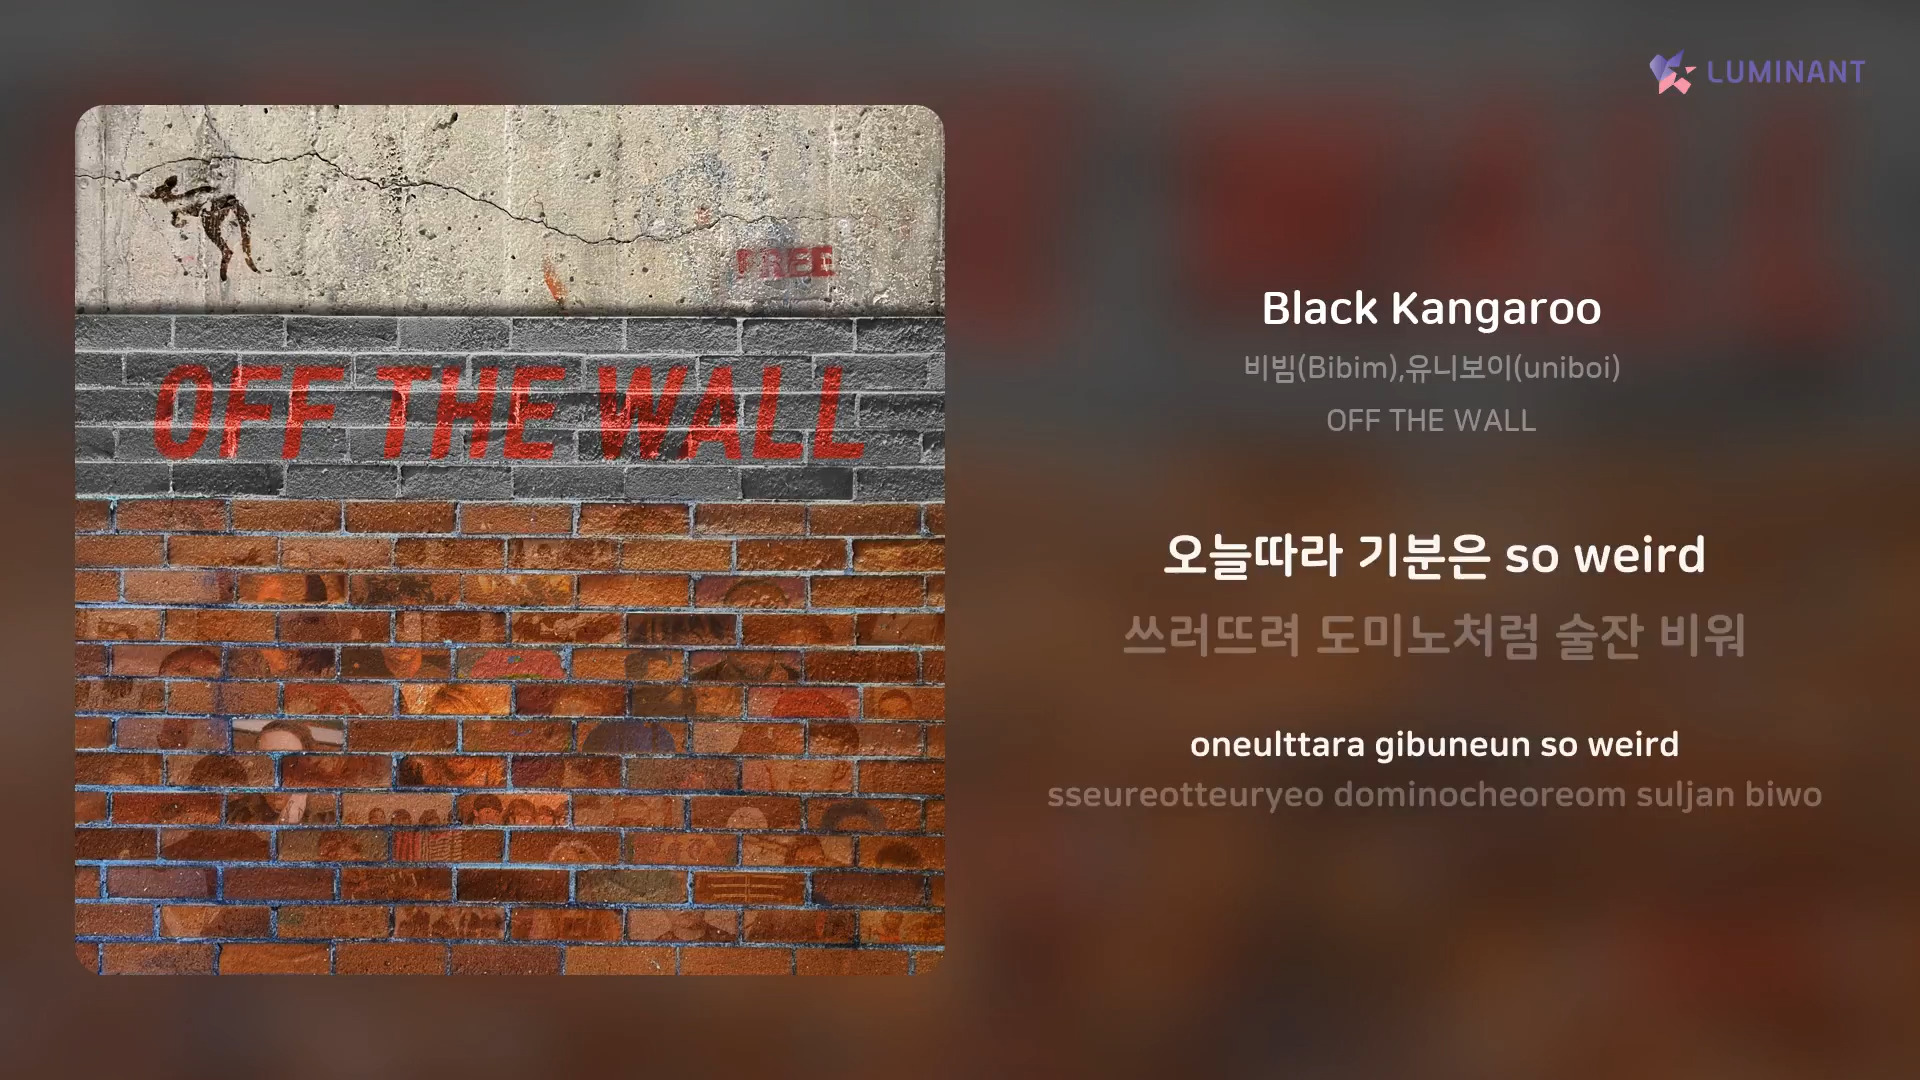 LUMINANT
FREE
OFF THE WALL
Black Kangaroo
비빔(Bibim),유니보이(uniboi)
OFF THE WALL
오늘따라 기분은 so weird
쓰러뜨려 도미노처럼 술잔 비워
oneulttara gibuneun so weird
sseureotteuryeo dominocheoreom suljan biwo